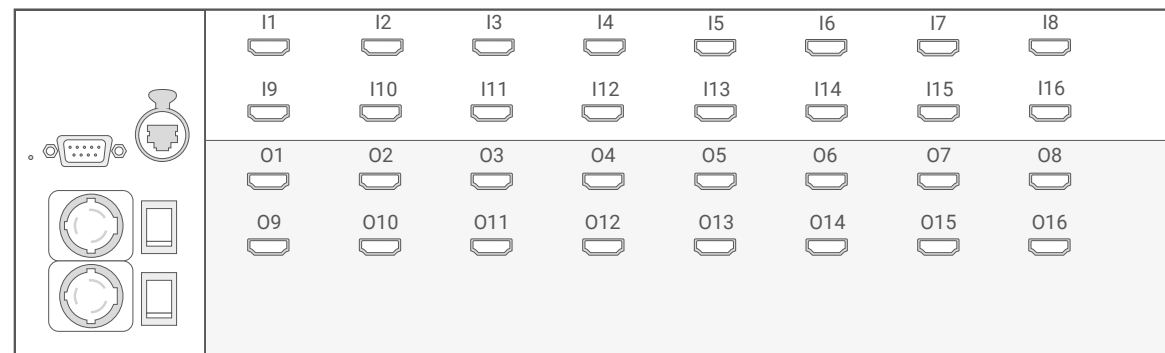 I1 I2 I3 I4 I5 I6 I7 I8
I9 I10 I11 I12 I13 I14 I15 I16
O1 O2 O3 O4 O5 O6 O7 O8
O9 O10 O11 O12 O13 O14 O15 O16